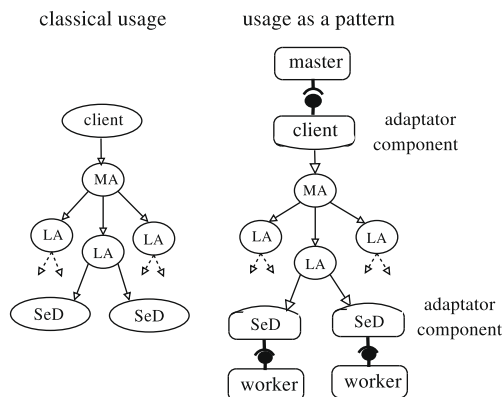 classical usage
usage as a pattern
master
client
adaptator
component
client
MA
MA
LA
LA
LA
LA
LA
LA
SeD
SeD
SeD
SeD
adaptator
component
worker
worker